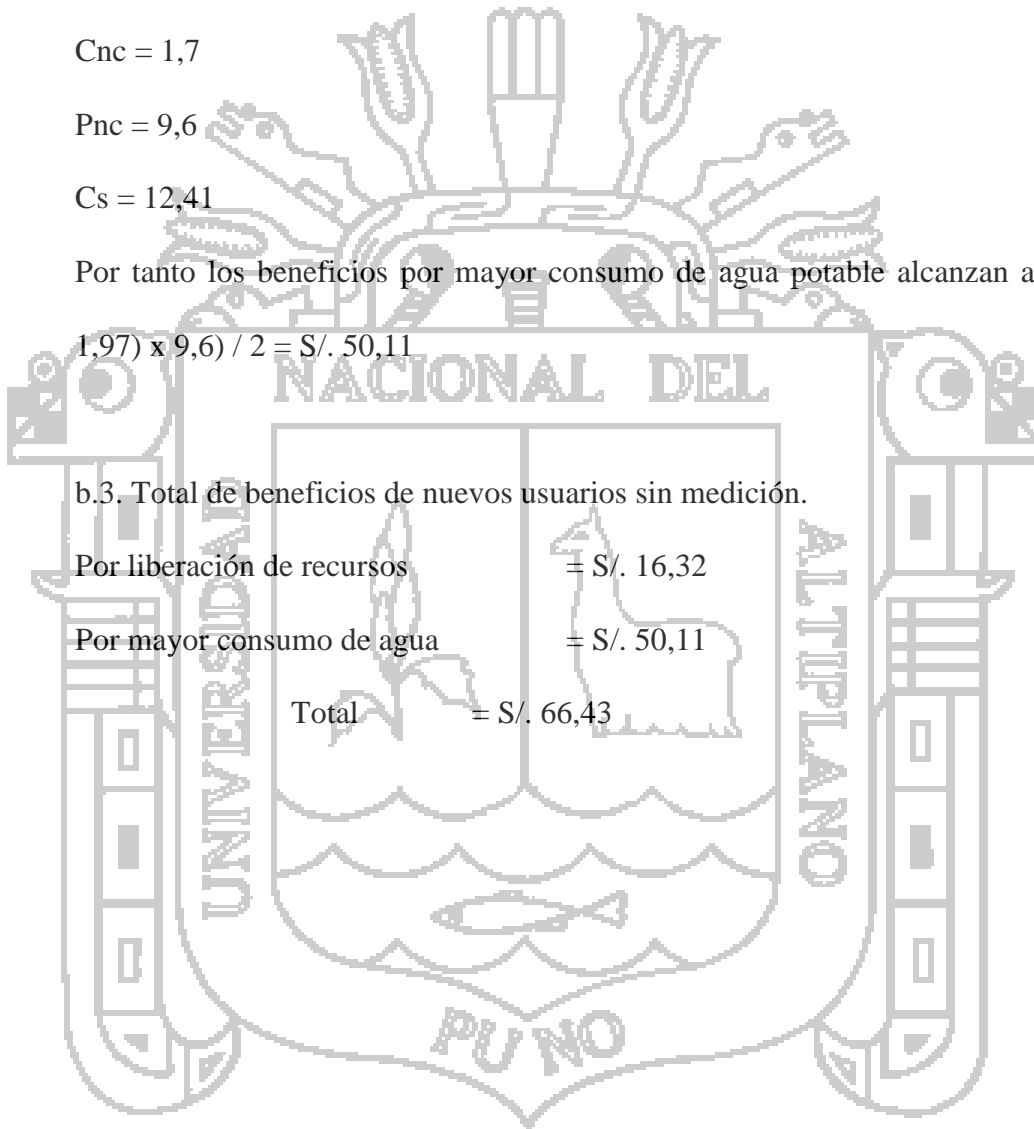 Cnc = 1,7
Pnc = 9,6
Cs = 12,41
Por tanto los beneficios por mayor consumo de agua potable alcanzan a
1,97) x 9,6) / 2 = S/. 50,11
NACIONAL DEL
b.3. Total de beneficios de nuevos usuarios sin medición.
Por liberación de recursos = S/. 16,32
Por mayor consumo de agua = S/. 50,11
Total = S/. 66,43
UNIVERSIDAD
ALTIPLANO
PUNO